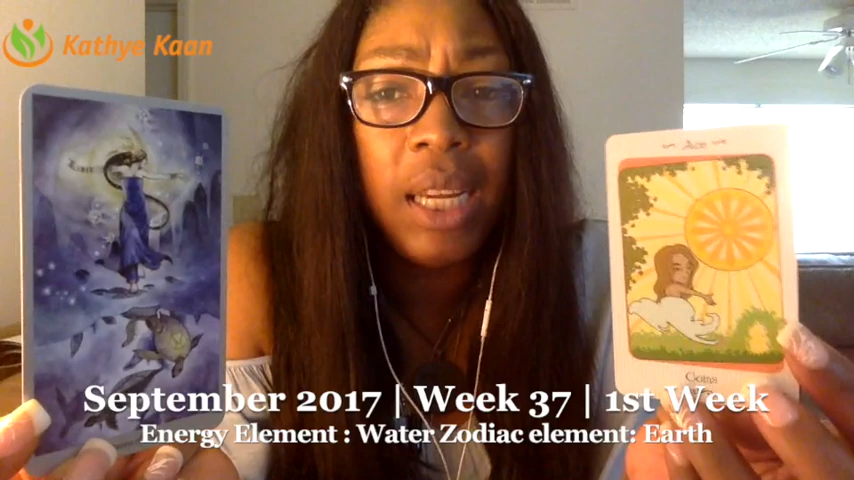 Kathye Kaan
Ace
Coins
September 2017 | Week 37 | 1st Week
Energy Element : Water Zodiac element: Earth